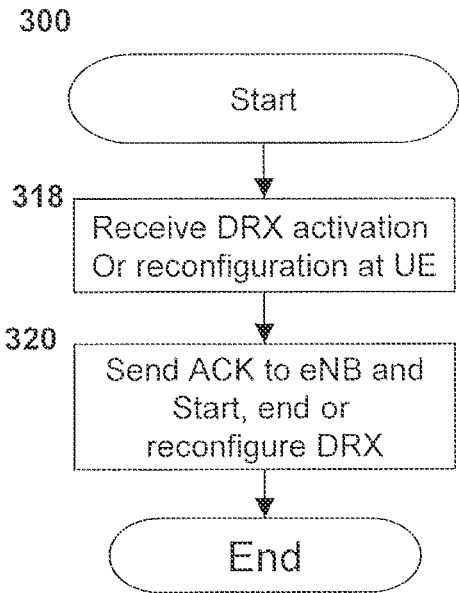 300
Start
318
Receive DRX activation
Or reconfiguration at UE
320
Send ACK to eNB and
Start, end or
reconfigure DRX
End